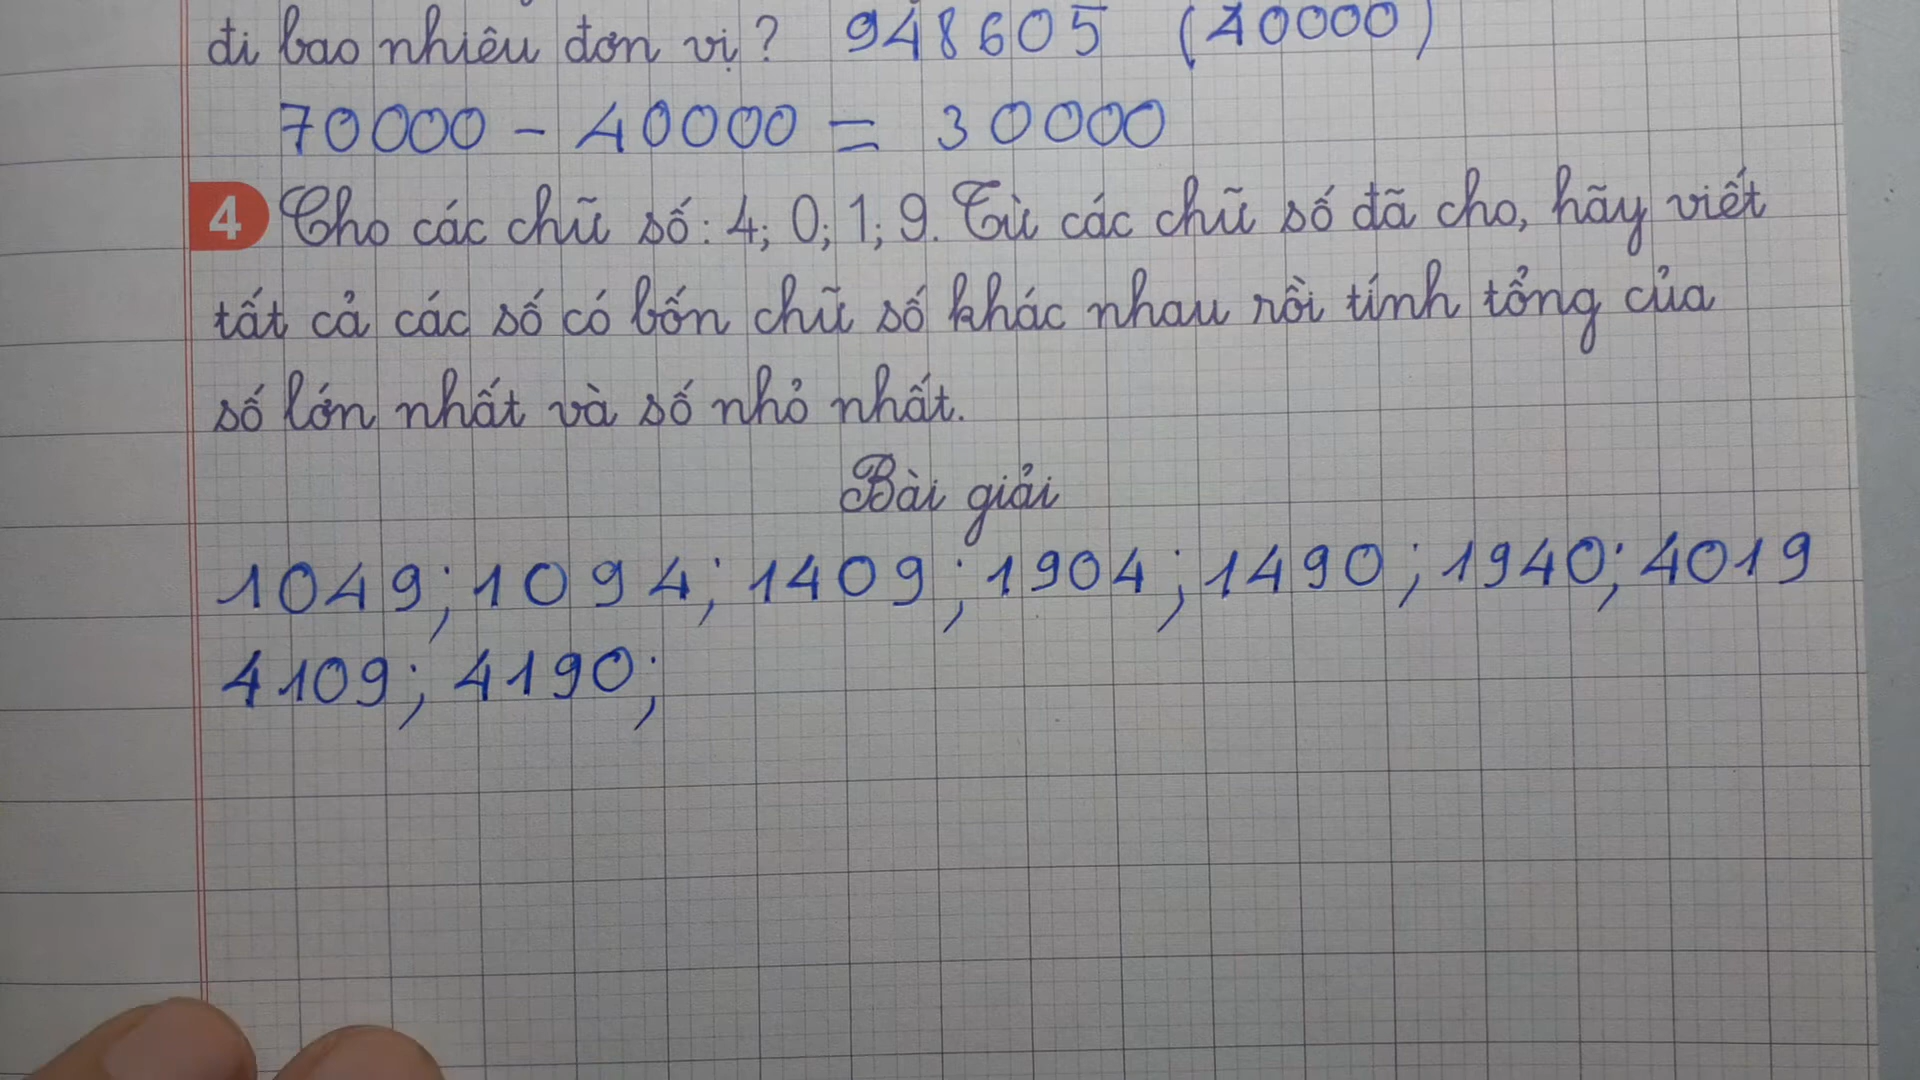 đi bao nhiêu đơn vị? 948605 (40000)
70000 - 40000 = 30000
4 Cho các chữ số: 4; 0; 1; 9. Từ các chữ số đã cho, hãy viết
tất cả các số có bốn chữ số khác nhau rồi tính tổng của
số lớn nhất và số nhỏ nhất.
Bài giải
1049; 1094; 1409; 1904; 1490; 1940; 4019
4109; 4190;